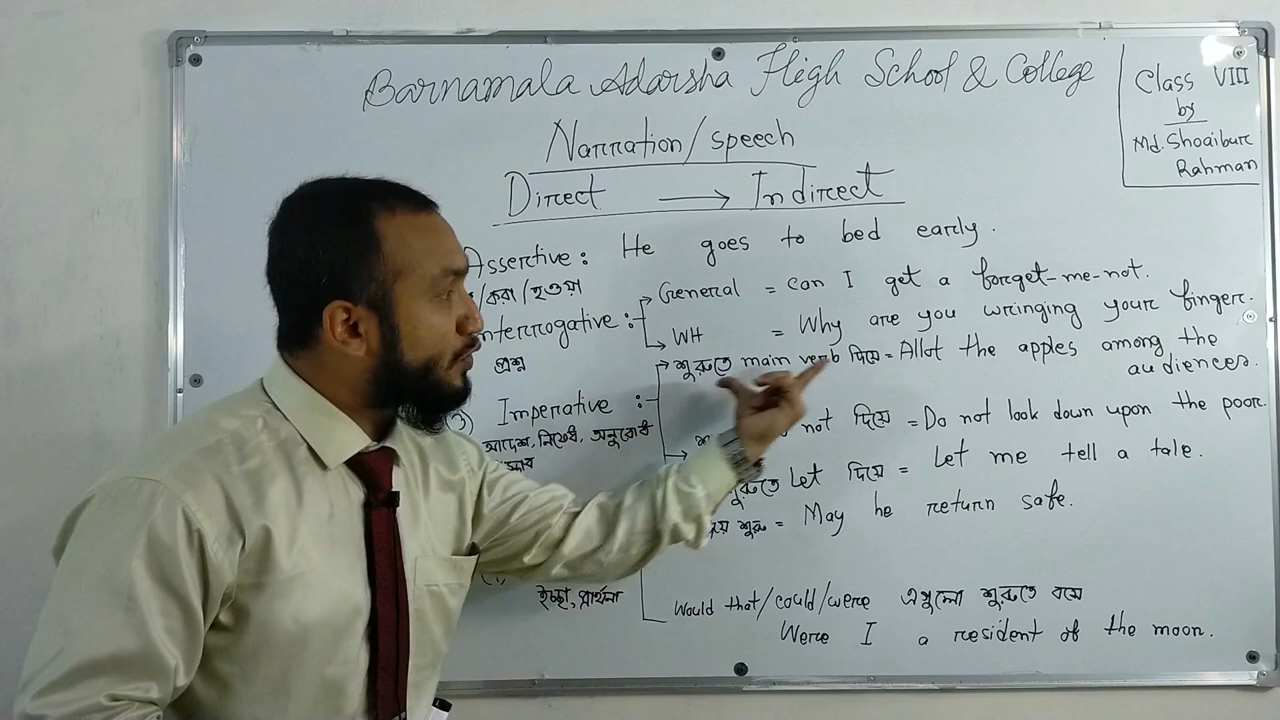 Barnamala Adarsha High School & College
Class VIII
by
Md. Shoaibur
Rahman
Narration/speech
Direct → Indirect
Assertive: He goes to bed early.
/করা/হওয়া
Interrogative: General = Can I get a forget-me-not.
WH = Why are you wringing your finger.
প্রশ্ন
শুরুতে main verb দিয়ে = Allot the apples among the
audiences.
(3) Imperative :
আদেশ, নিষেধ, অনুরোধ
not দিয়ে = Do not look down upon the poor.
শুরুতে Let দিয়ে = Let me tell a tale.
শুরু = May he return safe.
ইচ্ছা, প্রার্থনা
Would that/could/were এগুলো শুরুতে বসে
Were I a resident of the moon.